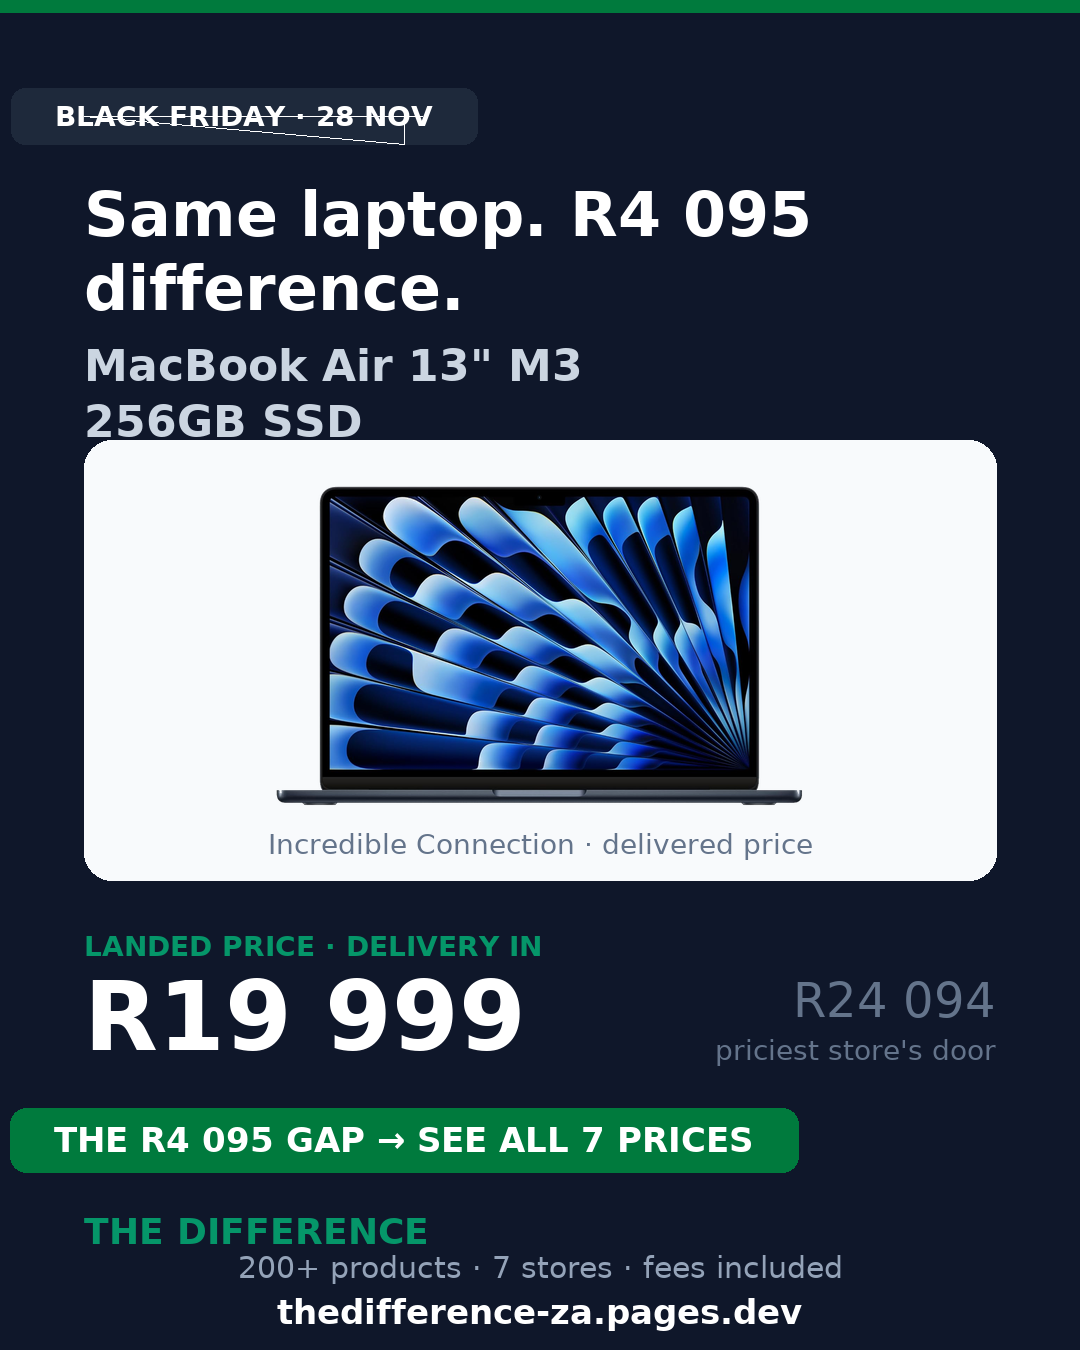 BLACK FRIDAY · 28 NOV
Same laptop. R4 095
difference.
MacBook Air 13" M3
256GB SSD
Incredible Connection · delivered price
LANDED PRICE · DELIVERY IN
R19 999
R24 094
priciest store's door
THE R4 095 GAP → SEE ALL 7 PRICES
THE DIFFERENCE
200+ products · 7 stores · fees included
thedifference-za.pages.dev